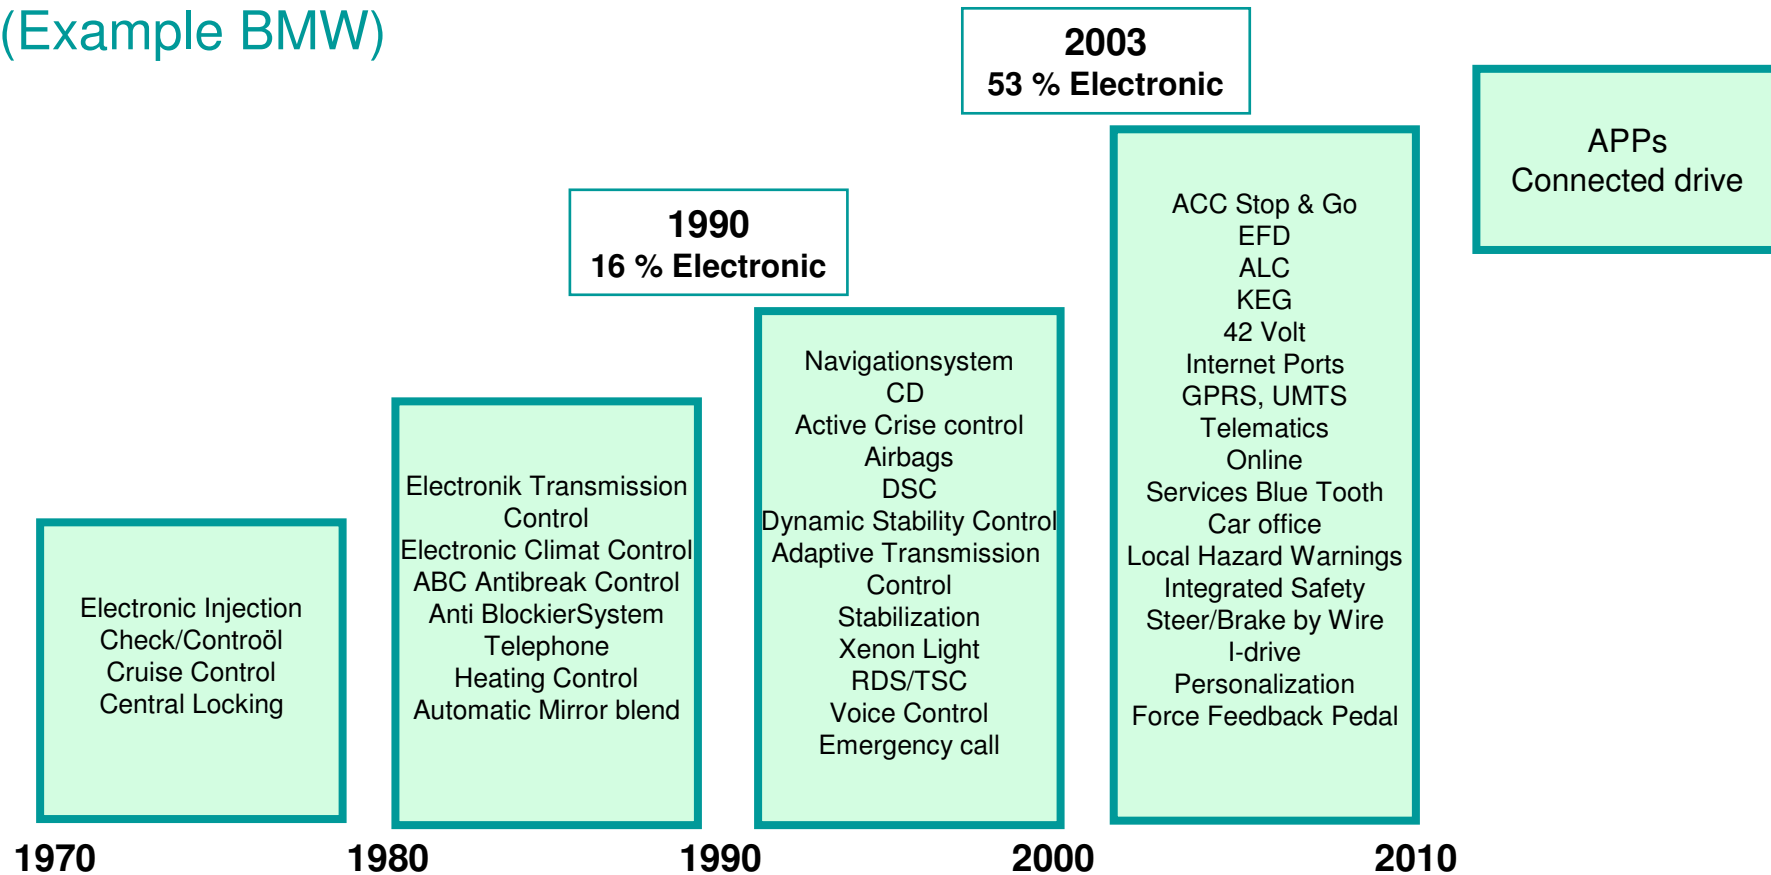 (Example BMW)
2003
53 % Electronic
APPs
Connected drive
1990
16 % Electronic
Electronic Injection
Check/Controöl
Cruise Control
Central Locking
Electronik Transmission
Control
Electronic Climat Control
ABC Antibreak Control
Anti BlockierSystem
Telephone
Heating Control
Automatic Mirror blend
Navigationsystem
CD
Active Crise control
Airbags
DSC
Dynamic Stability Control
Adaptive Transmission
Control
Stabilization
Xenon Light
RDS/TSC
Voice Control
Emergency call
ACC Stop & Go
EFD
ALC
KEG
42 Volt
Internet Ports
GPRS, UMTS
Telematics
Online
Services Blue Tooth
Car office
Local Hazard Warnings
Integrated Safety
Steer/Brake by Wire
I-drive
Personalization
Force Feedback Pedal
1970
1980
1990
2000
2010